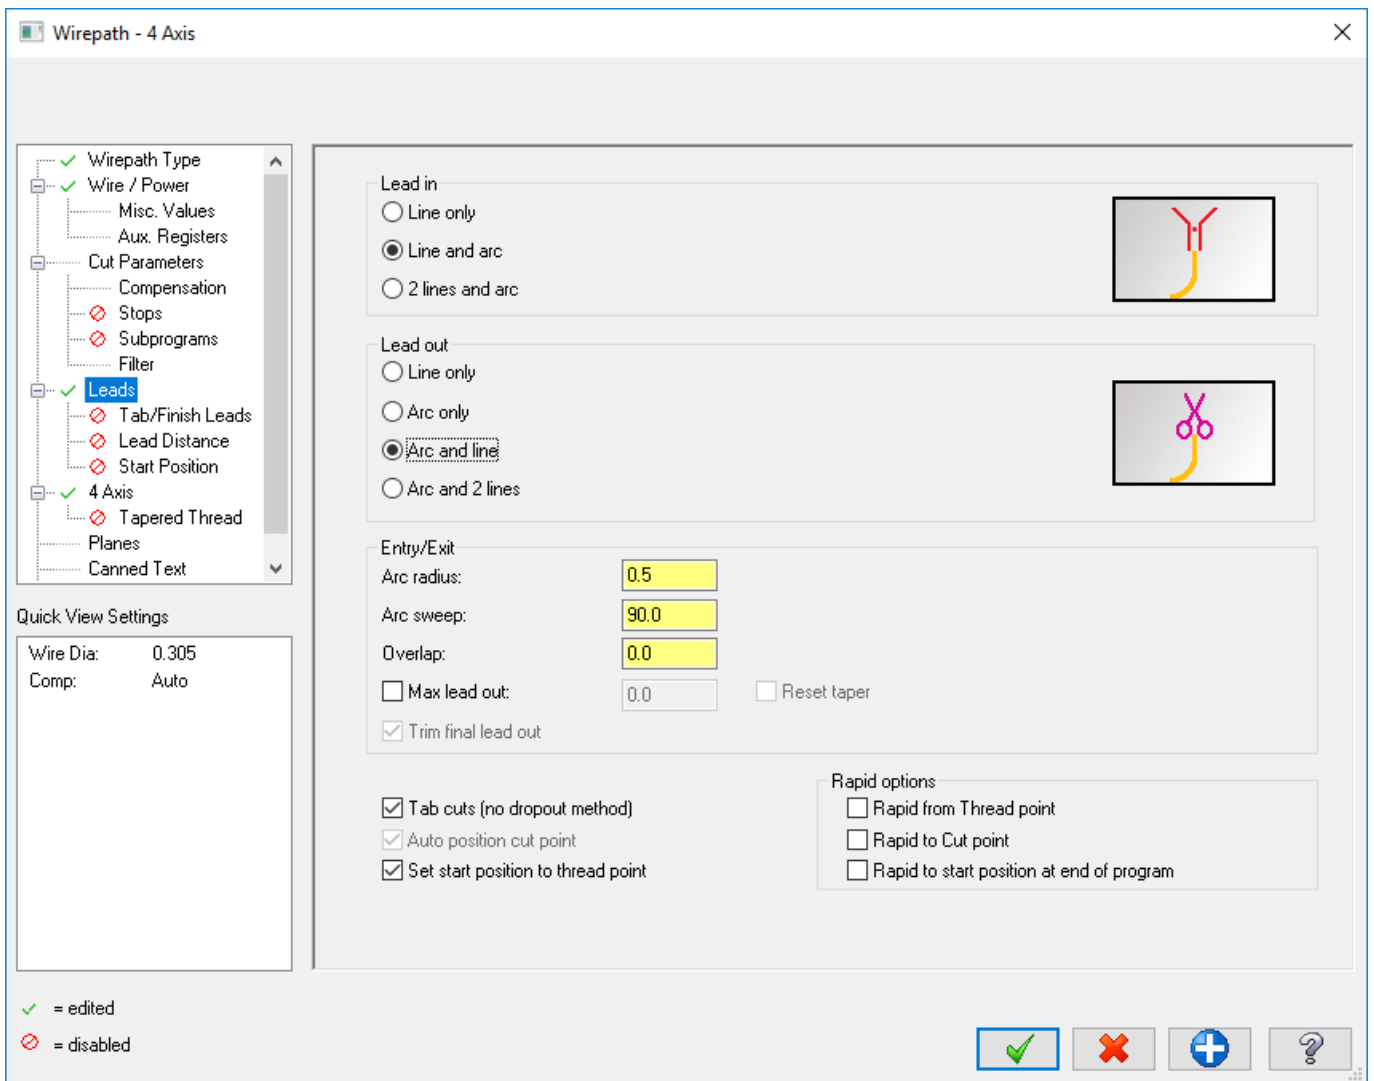 Wirepath - 4 Axis
Wirepath Type
Wire / Power
Misc. Values
Aux. Registers
Cut Parameters
Compensation
Stops
Subprograms
Filter
Leads
Tab/Finish Leads
Lead Distance
Start Position
4 Axis
Tapered Thread
Planes
Canned Text
Quick View Settings
Wire Dia: 0.305
Comp: Auto
= edited
= disabled
Lead in
Line only
Line and arc
2 lines and arc
Lead out
Line only
Arc only
Arc and line
Arc and 2 lines
Entry/Exit
Arc radius: 0.5
Arc sweep: 90.0
Overlap: 0.0
Max lead out: 0.0 Reset taper
Trim final lead out
Tab cuts (no dropout method)
Auto position cut point
Set start position to thread point
Rapid options
Rapid from Thread point
Rapid to Cut point
Rapid to start position at end of program